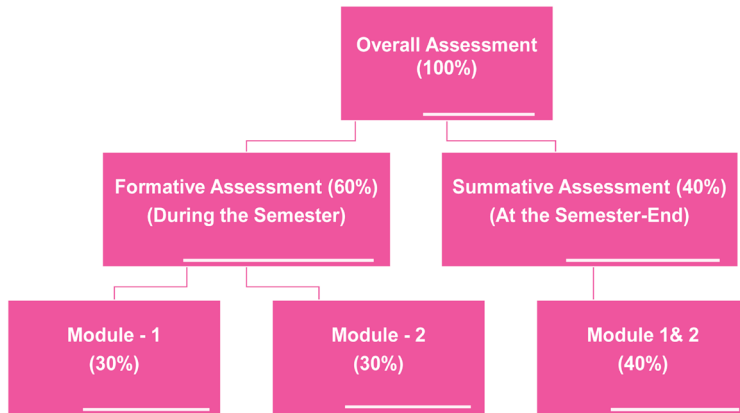 Overall Assessment
(100%)
Formative Assessment (60%)
(During the Semester)
Summative Assessment (40%)
(At the Semester-End)
Module - 1
(30%)
Module - 2
(30%)
Module 1& 2
(40%)